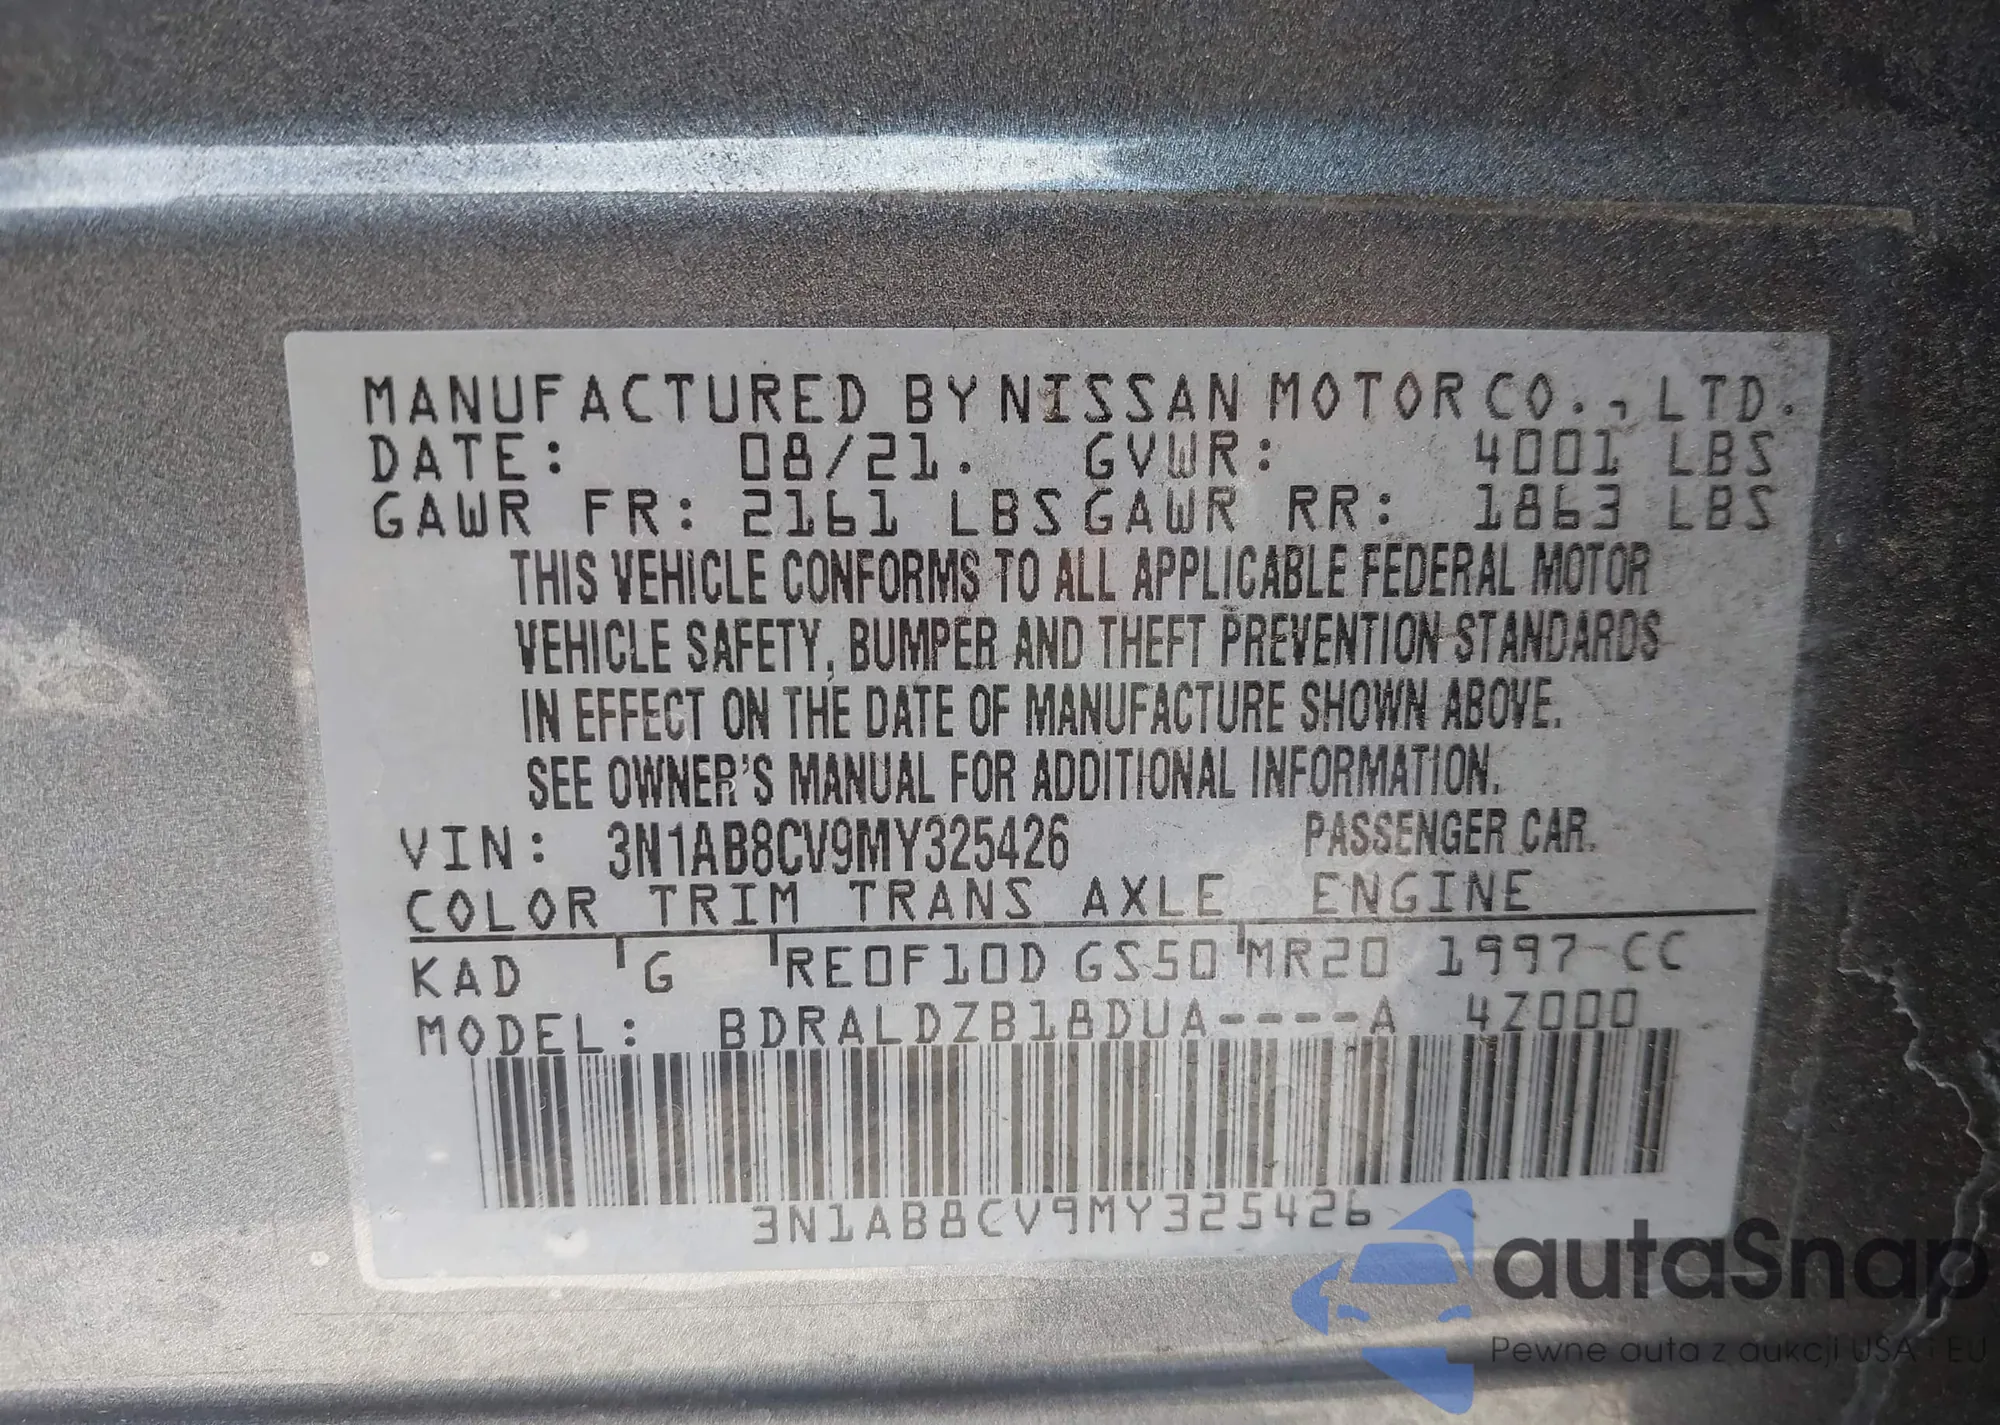 MANUFACTURED BY NISSAN MOTOR CO., LTD.
DATE: 08/21. GVWR: 4001 LBS
GAWR FR: 2161 LBS GAWR RR: 1863 LBS
THIS VEHICLE CONFORMS TO ALL APPLICABLE FEDERAL MOTOR
VEHICLE SAFETY, BUMPER AND THEFT PREVENTION STANDARDS
IN EFFECT ON THE DATE OF MANUFACTURE SHOWN ABOVE.
SEE OWNER'S MANUAL FOR ADDITIONAL INFORMATION.
VIN: 3N1AB8CV9MY325426 PASSENGER CAR.
COLOR TRIM TRANS AXLE ENGINE
KAD G RE0F10D GS50 MR20 1997-CC
MODEL: BDRALDZB18DUA----A 4Z000
3N1AB8CV9MY325426
autaSnap
Pewne auta z aukcji USA i EU